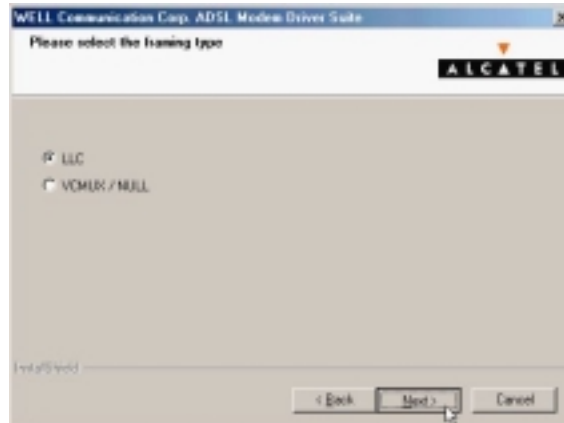 WELL Communication Corp. ADSL Modem Driver Suite
Please select the framing type
ALCATEL
LLC
VCMUX / NULL
InstallShield
< Back
Next >
Cancel